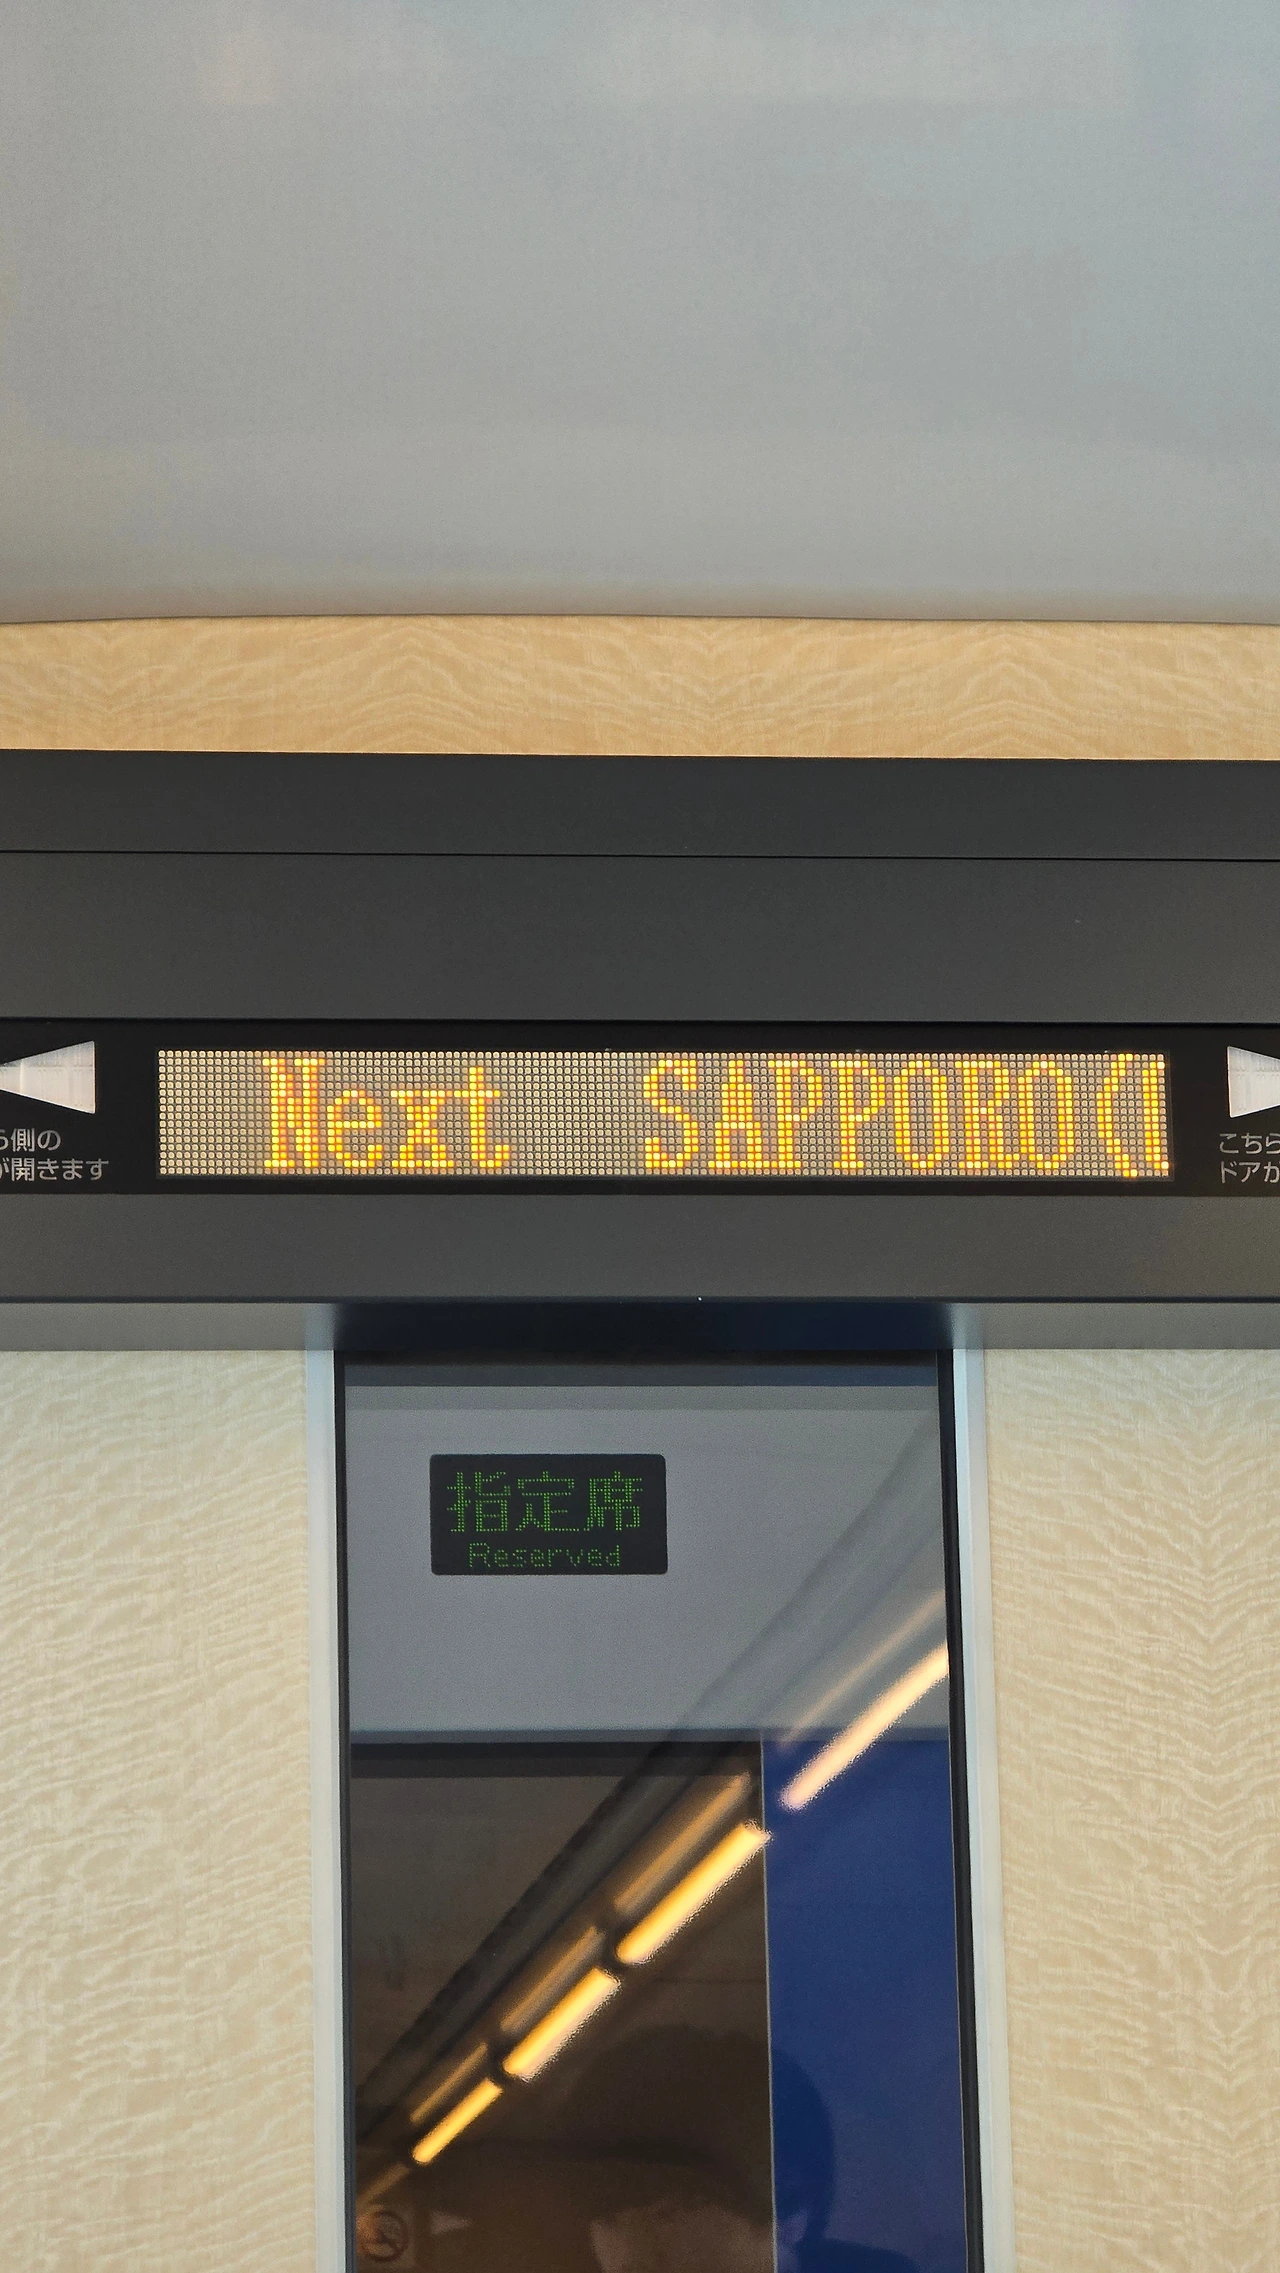 Next SAPPORO(
ら側の
が開きます
こちら
ドアが
指定席
Reserved